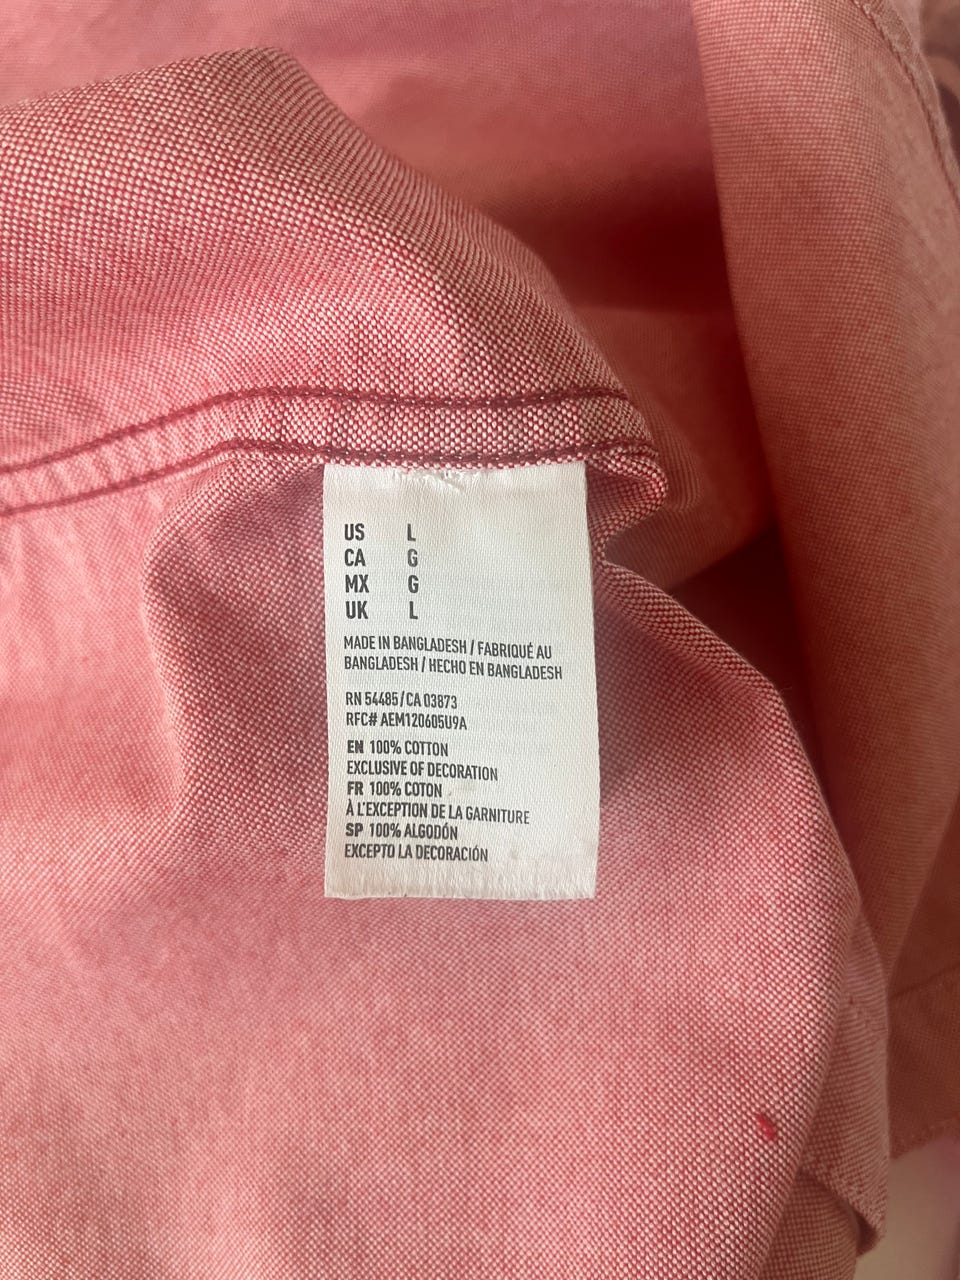 US L
CA G
MX G
UK L
MADE IN BANGLADESH / FABRIQUÉ AU
BANGLADESH / HECHO EN BANGLADESH
RN 54485/CA 03873
RFC# AEM120605U9A
EN 100% COTTON
EXCLUSIVE OF DECORATION
FR 100% COTON
À L'EXCEPTION DE LA GARNITURE
SP 100% ALGODÓN
EXCEPTO LA DECORACIÓN